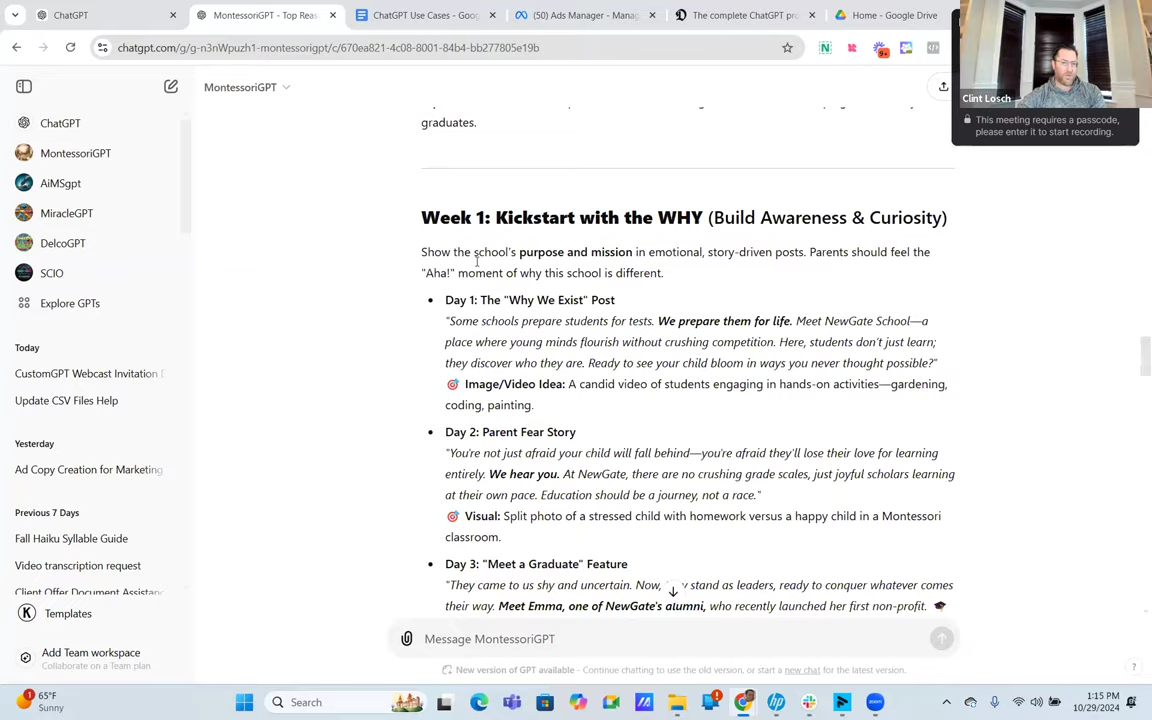 ChatGPT
MontessoriGPT - Top Reas
ChatGPT Use Cases - Goog
(50) Ads Manager - Manag
The complete ChatGPT pr
Home - Google Drive
chatgpt.com/g/g-n3nWpuzh1-montessorigpt/c/670ea821-4c08-8001-84b4-bb277805e19b
9+
Clint Losch
This meeting requires a passcode,
please enter it to start recording.
ChatGPT
MontessoriGPT
AiMSgpt
MiracleGPT
DelcoGPT
SCIO
Explore GPTs
Today
CustomGPT Webcast Invitation
Update CSV Files Help
Yesterday
Ad Copy Creation for Marketing
Previous 7 Days
Fall Haiku Syllable Guide
Video transcription request
Client Offer Document Assistanc
K Templates
Add Team workspace
Collaborate on a Team plan.
MontessoriGPT
graduates.
Week 1: Kickstart with the WHY (Build Awareness & Curiosity)
Show the school's purpose and mission in emotional, story-driven posts. Parents should feel the
"Aha!" moment of why this school is different.
• Day 1: The "Why We Exist" Post
"Some schools prepare students for tests. We prepare them for life. Meet NewGate School—a
place where young minds flourish without crushing competition. Here, students don't just learn;
they discover who they are. Ready to see your child bloom in ways you never thought possible?"
🎯 Image/Video Idea: A candid video of students engaging in hands-on activities—gardening,
coding, painting.
• Day 2: Parent Fear Story
"You're not just afraid your child will fall behind—you're afraid they'll lose their love for learning
entirely. We hear you. At NewGate, there are no crushing grade scales, just joyful scholars learning
at their own pace. Education should be a journey, not a race."
🎯 Visual: Split photo of a stressed child with homework versus a happy child in a Montessori
classroom.
• Day 3: "Meet a Graduate" Feature
"They came to us shy and uncertain. Now, stand as leaders, ready to conquer whatever comes
their way. Meet Emma, one of NewGate's alumni, who recently launched her first non-profit. 🎓
Message MontessoriGPT
New version of GPT available - Continue chatting to use the old version, or start a new chat for the latest version.
?
1
65°F
Sunny
Search
1:15 PM
10/29/2024